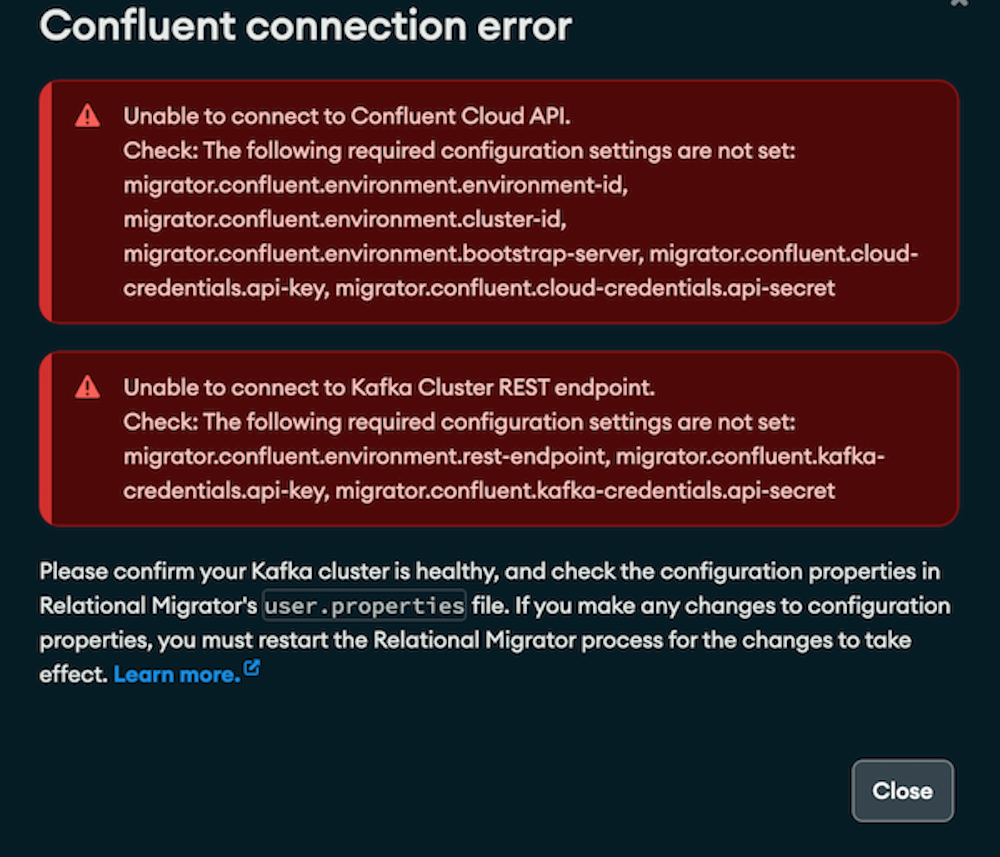 Confluent connection error
Unable to connect to Confluent Cloud API.
Check: The following required configuration settings are not set:
migrator.confluent.environment.environment-id,
migrator.confluent.environment.cluster-id,
migrator.confluent.environment.bootstrap-server, migrator.confluent.cloud-
credentials.api-key, migrator.confluent.cloud-credentials.api-secret
Unable to connect to Kafka Cluster REST endpoint.
Check: The following required configuration settings are not set:
migrator.confluent.environment.rest-endpoint, migrator.confluent.kafka-
credentials.api-key, migrator.confluent.kafka-credentials.api-secret
Please confirm your Kafka cluster is healthy, and check the configuration properties in
Relational Migrator's user.properties file. If you make any changes to configuration
properties, you must restart the Relational Migrator process for the changes to take
effect. Learn more.
Close